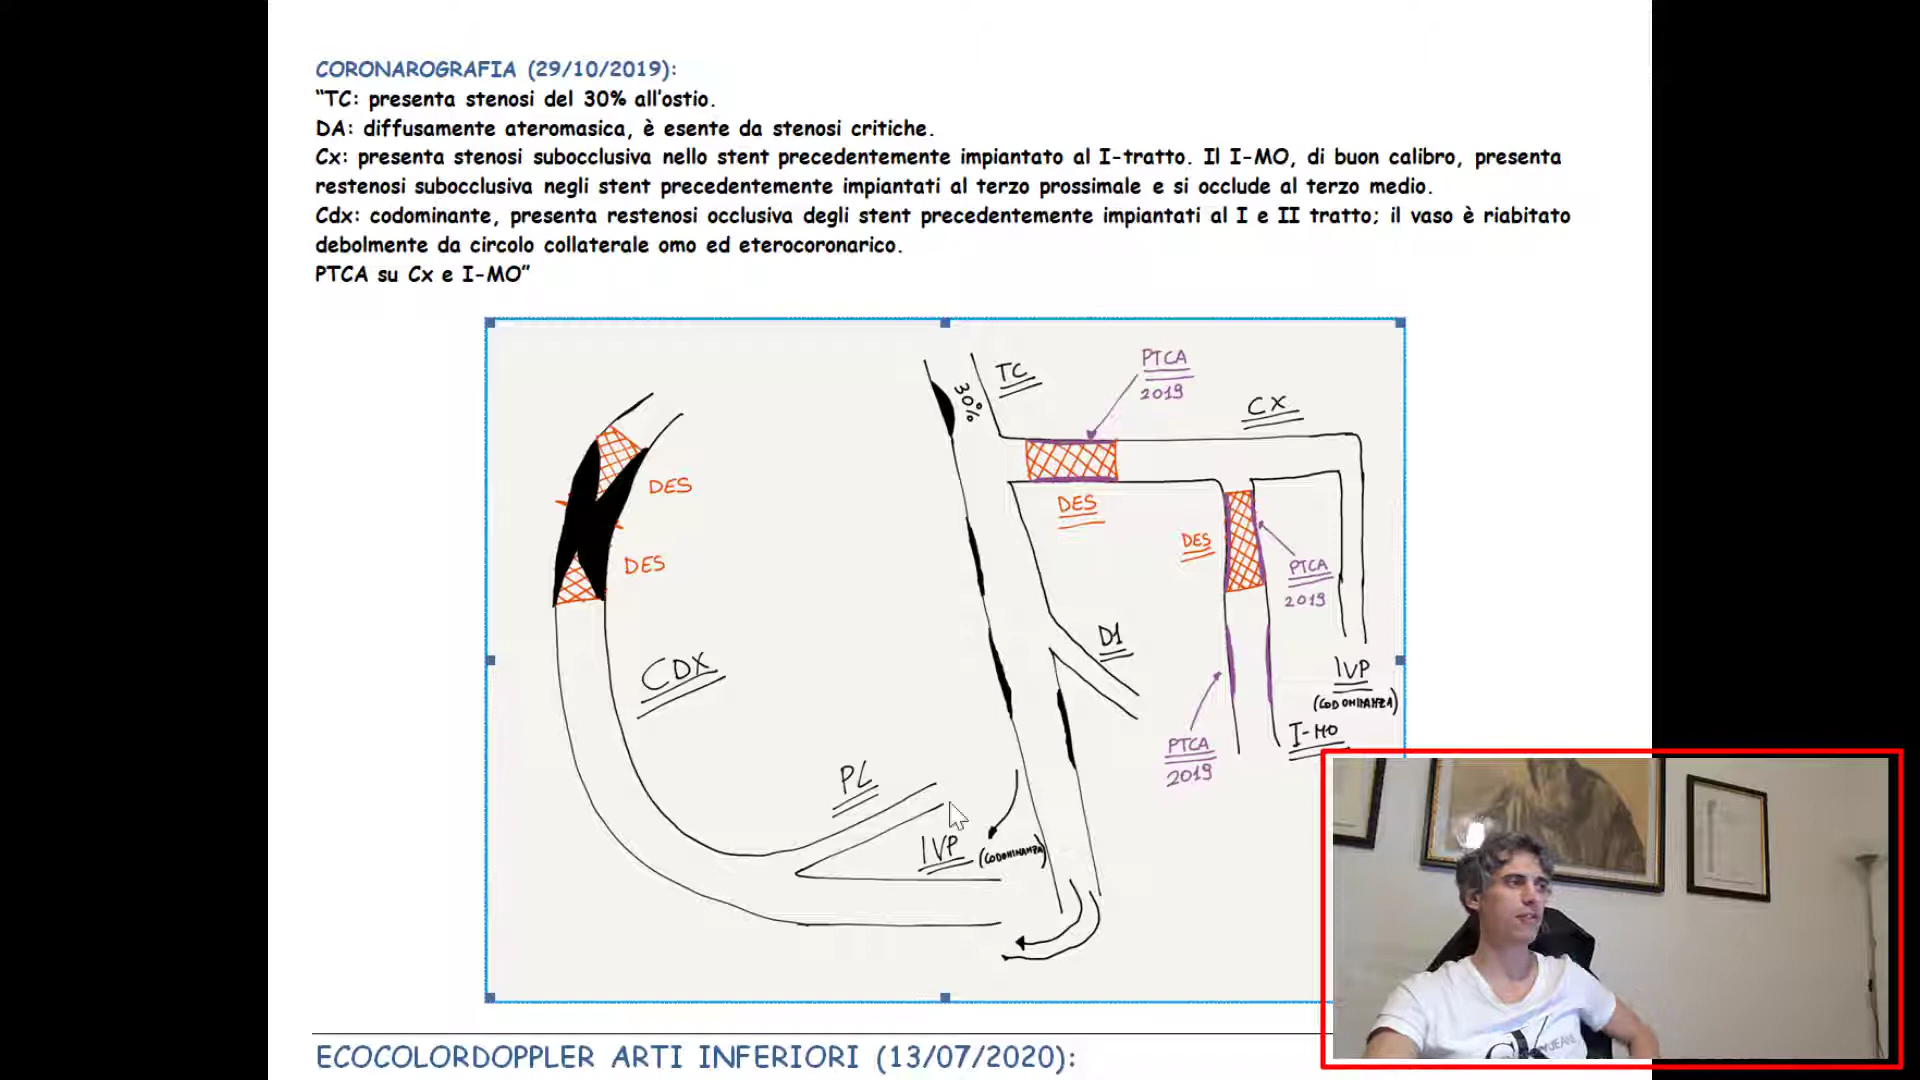 CORONAROGRAFIA (29/10/2019):
“TC: presenta stenosi del 30% all’ostio.
DA: diffusamente ateromasica, è esente da stenosi critiche.
Cx: presenta stenosi subocclusiva nello stent precedentemente impiantato al I-tratto. Il I-MO, di buon calibro, presenta
restenosi subocclusiva negli stent precedentemente impiantati al terzo prossimale e si occlude al terzo medio.
Cdx: codominante, presenta restenosi occlusiva degli stent precedentemente impiantati al I e II tratto; il vaso è riabitato
debolmente da circolo collaterale omo ed eterocoronarico.
PTCA su Cx e I-MO”
TC
30%
PTCA
2019
CX
DES
DES
DES
DES
PTCA
2019
D1
CDX
IVP
(CODOMINANZA)
I-MO
PTCA
2019
PL
IVP (CODOMINANZA)
ECOCOLORDOPPLER ARTI INFERIORI (13/07/2020):